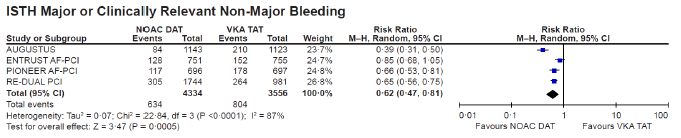 ISTH Major or Clinically Relevant Non-Major Bleeding
NOAC DAT VKA TAT Risk Ratio Risk Ratio
Study or Subgroup Events Total Events Total Weight M–H, Random, 95% CI M–H, Random, 95% CI
AUGUSTUS 84 1143 210 1123 23·7% 0·39 (0·31, 0·50)
ENTRUST AF-PCI 128 751 152 755 24·8% 0·85 (0·68, 1·05)
PIONEER AF-PCI 117 696 178 697 24·8% 0·66 (0·53, 0·81)
RE-DUAL PCI 305 1744 264 981 26·7% 0·65 (0·56, 0·75)
Total (95% CI) 4334 3556 100·0% 0·62 (0·47, 0·81)
Total events 634 804
Heterogeneity: Tau² = 0·07; Chi² = 22·84, df = 3 (P <0·0001); I² = 87%
Test for overall effect: Z = 3·47 (P = 0·0005)
0·01 0·1 1 10 100
Favours NOAC DAT Favours VKA TAT